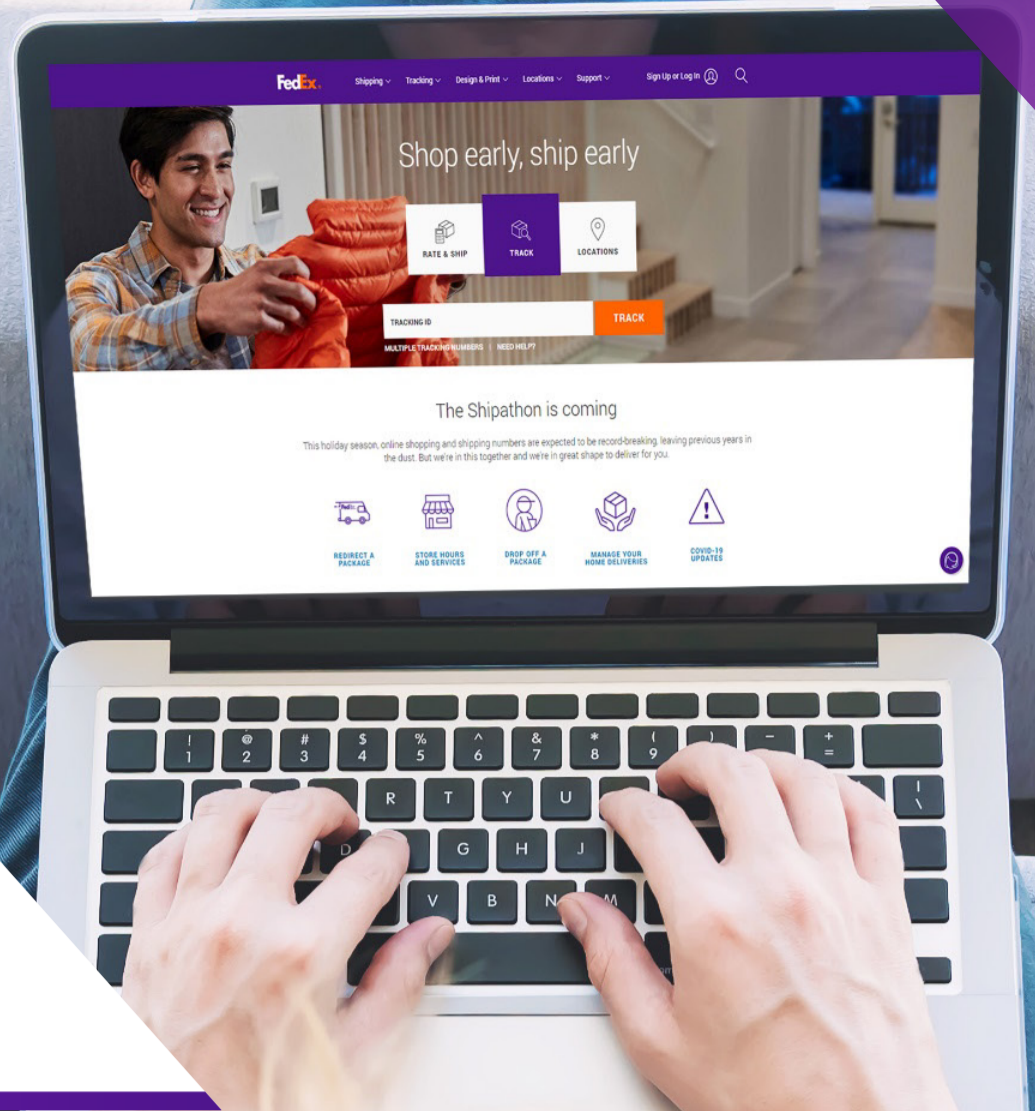 FedEx. Shipping Tracking Design & Print Locations Support Sign Up or Log In
Shop early, ship early
RATE & SHIP TRACK LOCATIONS
TRACKING ID TRACK
MULTIPLE TRACKING NUMBERS | NEED HELP?
The Shipathon is coming
This holiday season, online shopping and shipping numbers are expected to be record-breaking, leaving previous years in
the dust. But we're in this together and we're in great shape to deliver for you.
FedEx
REDIRECT A PACKAGE
STORE HOURS AND SERVICES
DROP OFF A PACKAGE
MANAGE YOUR HOME DELIVERIES
COVID-19 UPDATES
! @ # $ % ^ & * ( ) - +
1 2 3 4 5 6 7 8 9 =
R T Y U | \
D G H J
V B N M